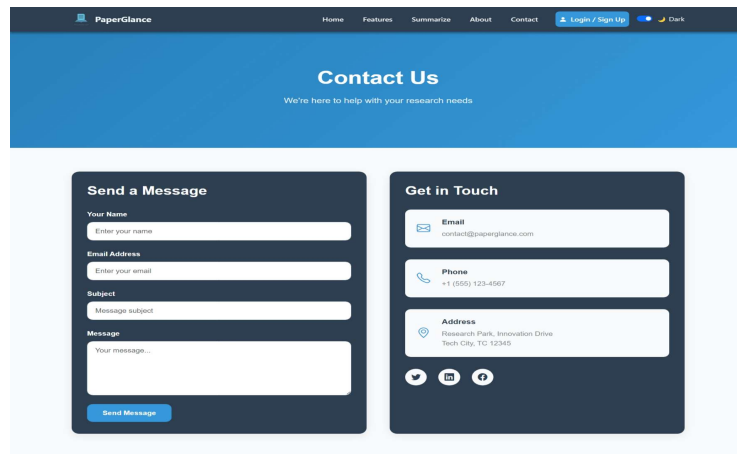 PaperGlance
Home Features Summarize About Contact Login / Sign Up Dark
Contact Us
We're here to help with your research needs
Send a Message
Your Name
Enter your name
Email Address
Enter your email
Subject
Message subject
Message
Your message...
Send Message
Get in Touch
Email
contact@paperglance.com
Phone
+1 (555) 123-4567
Address
Research Park, Innovation Drive
Tech City, TC 12345